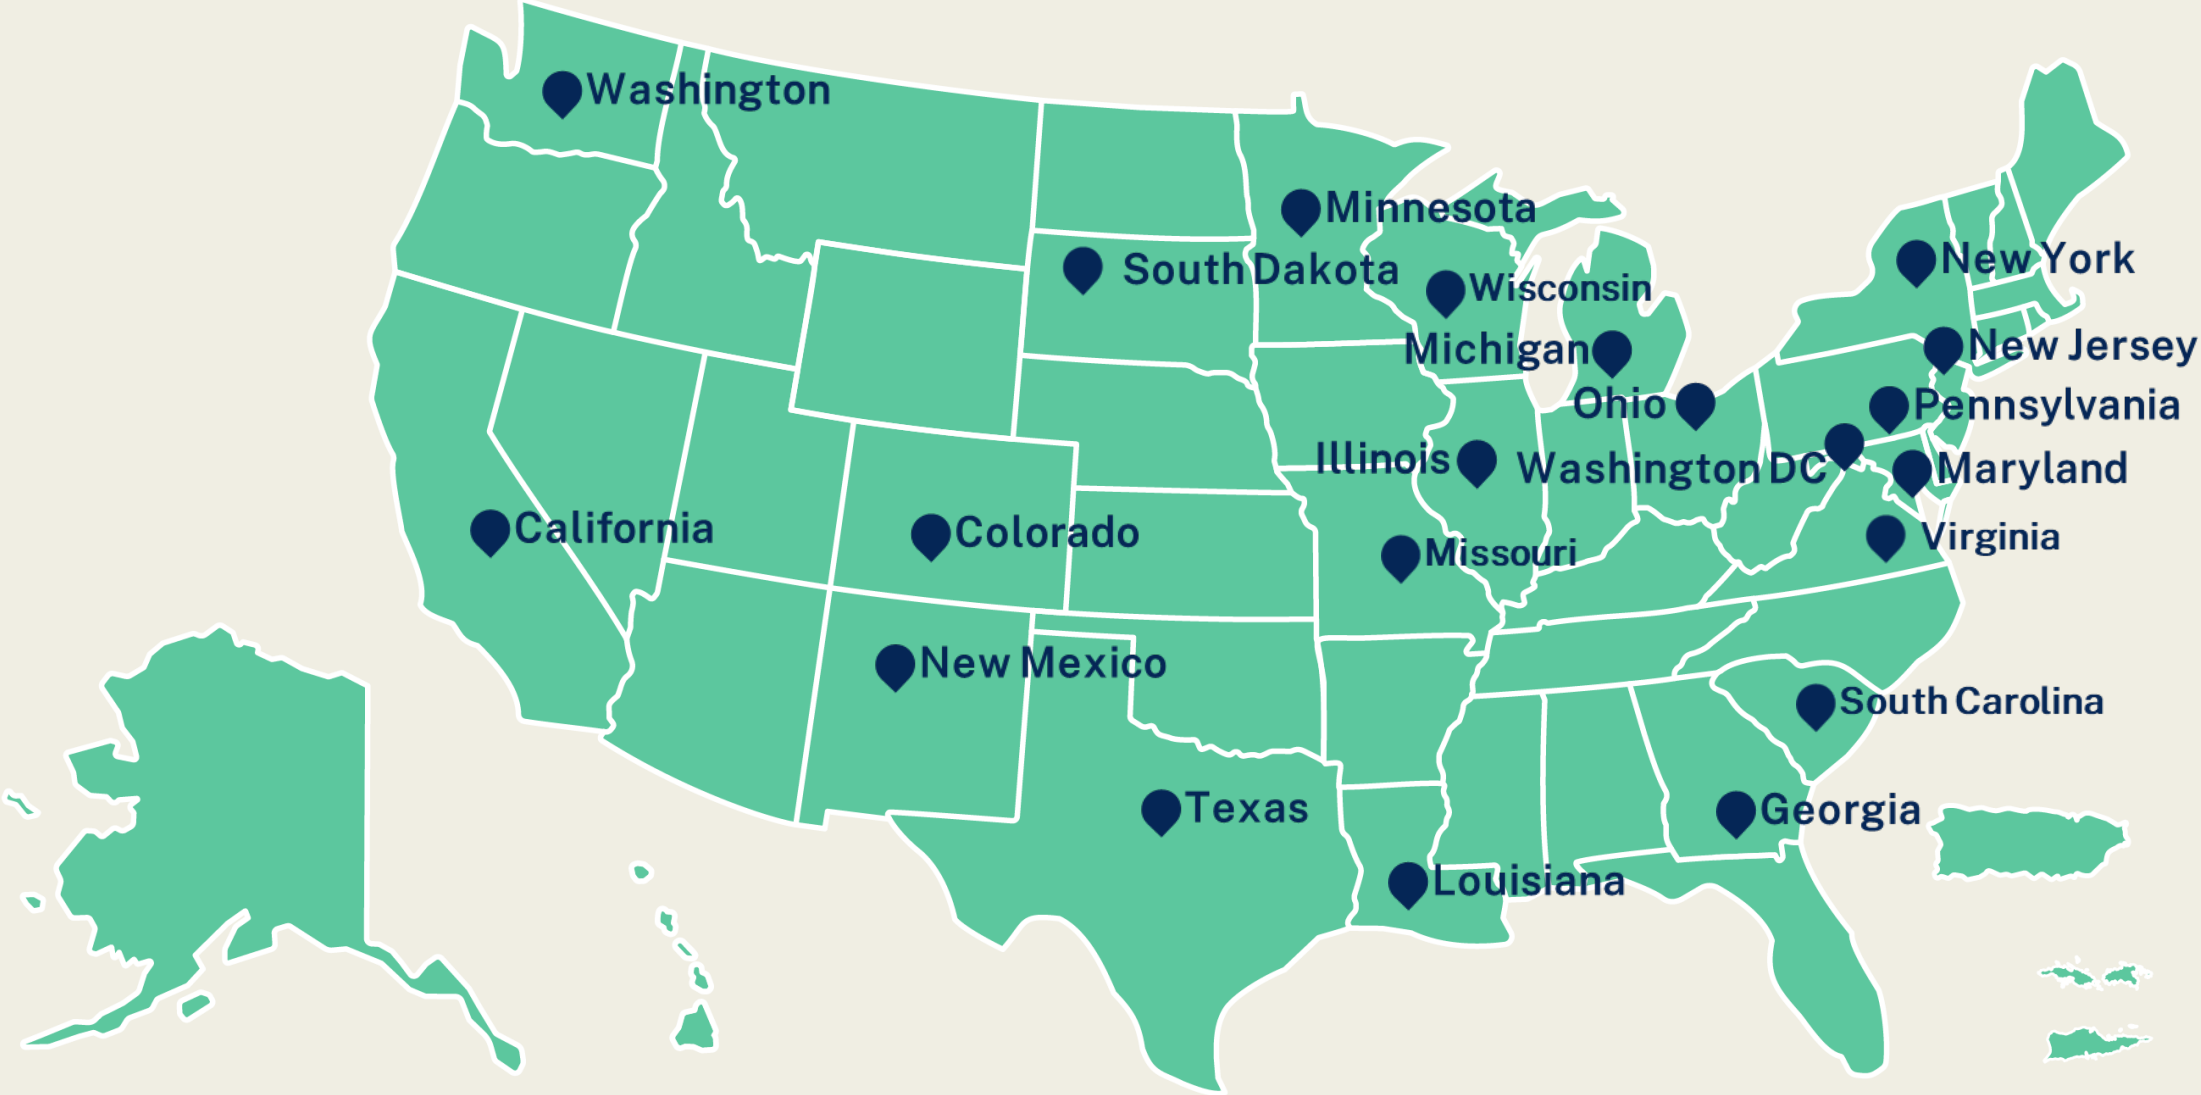 Washington
Minnesota
New York
South Dakota
Wisconsin
New Jersey
Michigan
Ohio
Pennsylvania
Illinois
Washington DC
Maryland
California
Colorado
Virginia
Missouri
New Mexico
South Carolina
Texas
Georgia
Louisiana